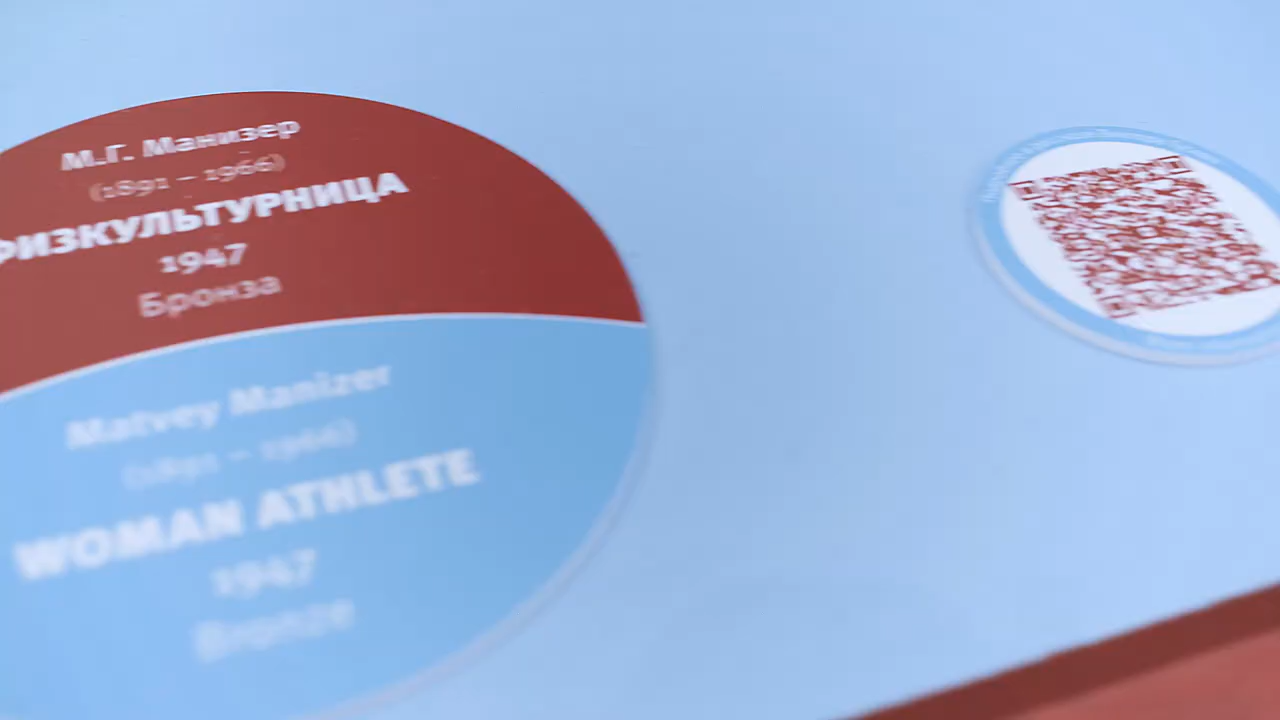 М.Г. Манизер
(1891 – 1966)
ФИЗКУЛЬТУРНИЦА
1947
Бронза
Matvey Manizer
(1891 – 1966)
WOMAN ATHLETE
1947
Bronze